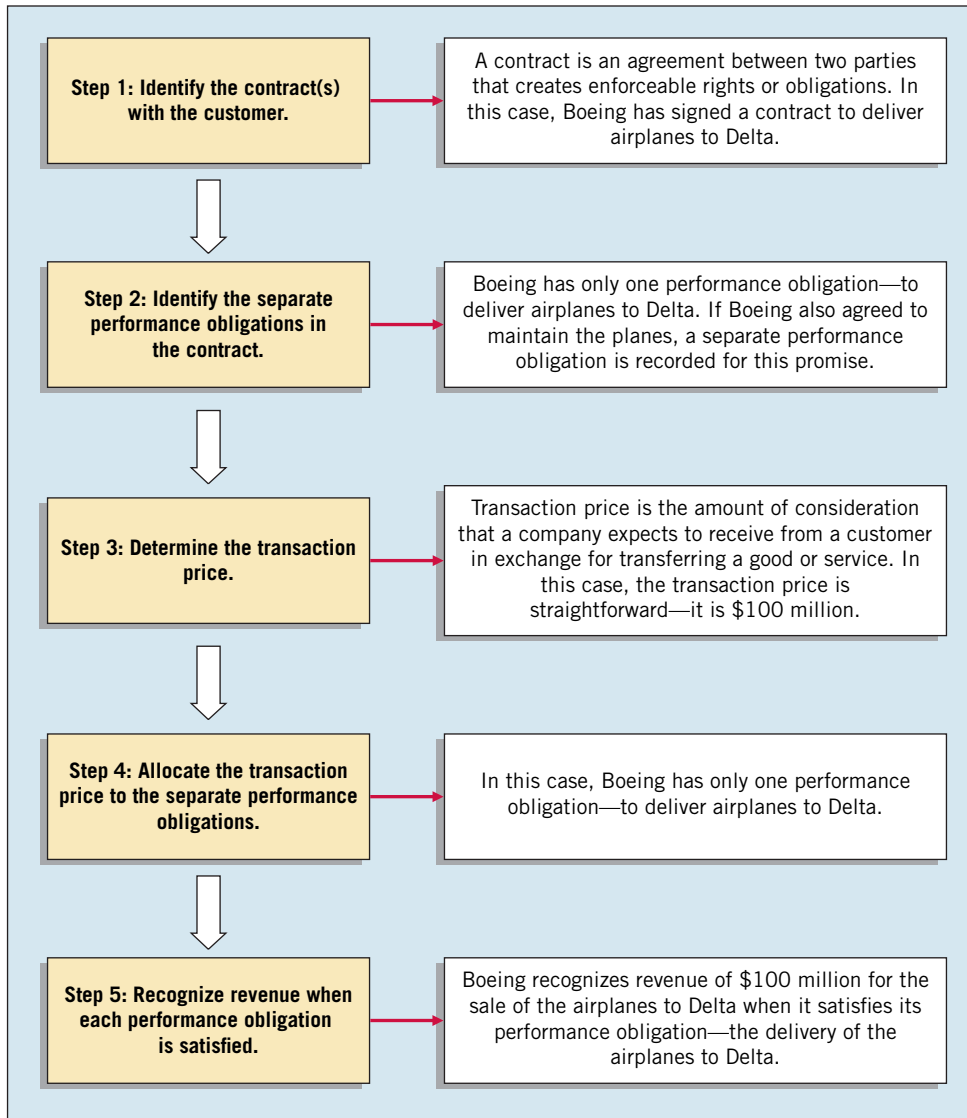 Step 1: Identify the contract(s)
with the customer.
A contract is an agreement between two parties
that creates enforceable rights or obligations. In
this case, Boeing has signed a contract to deliver
airplanes to Delta.
Step 2: Identify the separate
performance obligations in
the contract.
Boeing has only one performance obligation—to
deliver airplanes to Delta. If Boeing also agreed to
maintain the planes, a separate performance
obligation is recorded for this promise.
Step 3: Determine the transaction
price.
Transaction price is the amount of consideration
that a company expects to receive from a customer
in exchange for transferring a good or service. In
this case, the transaction price is
straightforward—it is $100 million.
Step 4: Allocate the transaction
price to the separate performance
obligations.
In this case, Boeing has only one performance
obligation—to deliver airplanes to Delta.
Step 5: Recognize revenue when
each performance obligation
is satisfied.
Boeing recognizes revenue of $100 million for the
sale of the airplanes to Delta when it satisfies its
performance obligation—the delivery of the
airplanes to Delta.